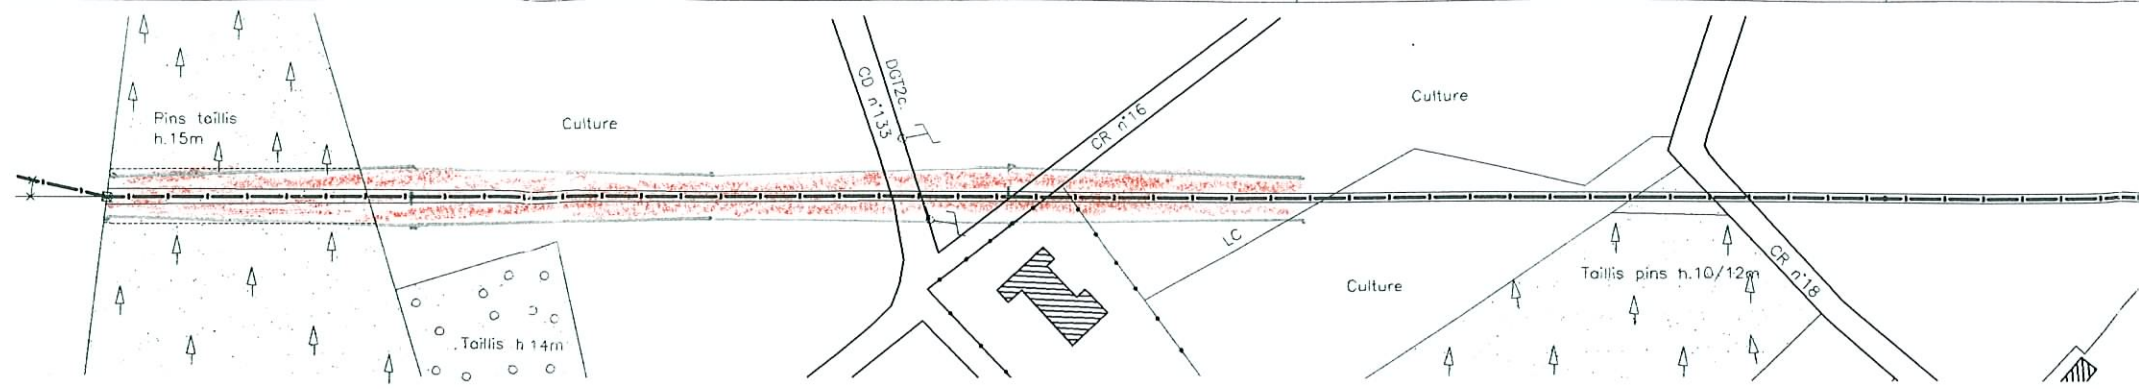 Pins taillis
h.15m
Culture
CD n°133
DGT2c.
CR n°16
Culture
LC
Culture
Taillis h 14m
Taillis pins h.10/12m
CR n°18